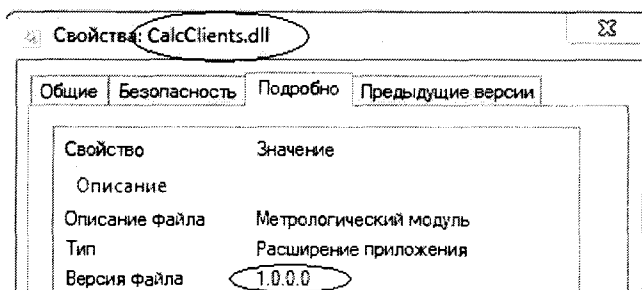 Свойства: CalcClients.dll
Общие Безопасность Подробно Предыдущие версии
Свойство Значение
Описание
Описание файла Метрологический модуль
Тип Расширение приложения
Версия файла 1.0.0.0